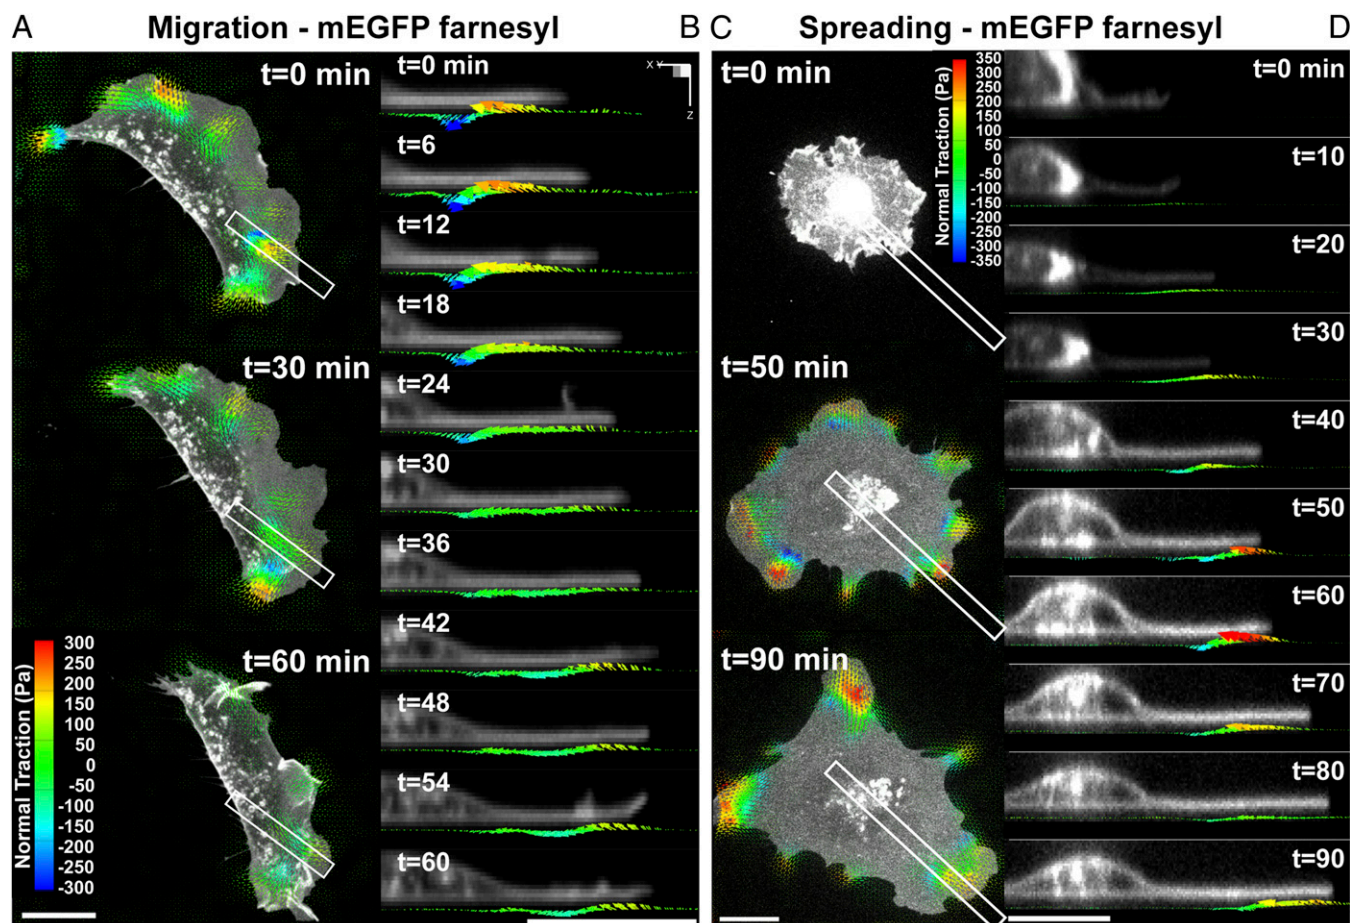 A Migration - mEGFP farnesyl B
C Spreading - mEGFP farnesyl D
t=0 min
t=30 min
t=60 min
Normal Traction (Pa)
300
250
200
150
100
50
0
-50
-100
-150
-200
-250
-300
t=0 min
X Y
Z
t=6
t=12
t=18
t=24
t=30
t=36
t=42
t=48
t=54
t=60
t=0 min
t=50 min
t=90 min
Normal Traction (Pa)
350
300
250
200
150
100
50
0
-50
-100
-150
-200
-250
-300
-350
t=0 min
t=10
t=20
t=30
t=40
t=50
t=60
t=70
t=80
t=90